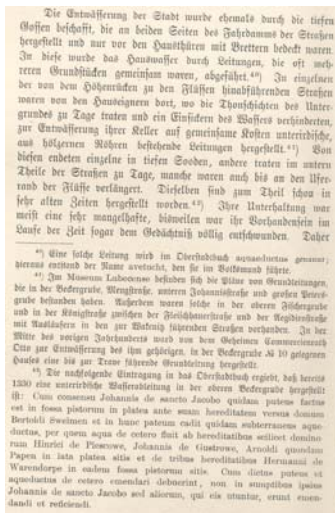 Die Entwässerung der Stadt wurde ehemals durch die tiefen
Gossen beschafft, die an beiden Seiten des Fahrdamms der Straßen
hergestellt und nur vor den Hausthüren mit Brettern bedeckt waren.
In diese wurde das Hauswasser durch Leitungen, die oft meh-
reren Grundstücken gemeinsam waren, abgeführt.⁴⁰) In einzelnen
der von dem Höhenrücken zu den Flüssen hinabführenden Straßen
waren von den Hauseignern dort, wo die Thonschichten des Unter-
grundes zu Tage traten und ein Einsickern des Wassers verhinderten,
zur Entwässerung ihrer Keller auf gemeinsame Kosten unterirdische,
aus hölzernen Röhren bestehende Leitungen hergestellt.⁴¹) Von
diesen endeten einzelne in tiefen Sooden, andere traten im untern
Theile der Straßen zu Tage, manche waren auch bis an den Ufer-
rand der Flüsse verlängert. Dieselben sind zum Theil schon in
sehr alten Zeiten hergestellt worden.⁴²) Ihre Unterhaltung war
meist eine sehr mangelhafte, bisweilen war ihr Vorhandensein im
Laufe der Zeit sogar dem Gedächtniß völlig entschwunden. Daher
⁴⁰) Eine solche Leitung wird im Oberstadtbuch aquaeductus genannt;
hieraus entstand der Name avetucht, den sie im Volksmund führte.
⁴¹) Im Museum Lubecense befinden sich die Pläne von Grundleitungen,
die in der Beckergrube, Mengstraße, unteren Johannisstraße und großen Peters-
grube bestanden haben. Außerdem waren solche in der oberen Fischergrube
und in der Königstraße zwischen der Fleischhauerstraße und der Aegidienstraße
mit Ausläufern in den zur Wakenitz führenden Straßen vorhanden. In der
Mitte des vorigen Jahrhunderts ward von dem Geheimen Commercienrath
Otto zur Entwässerung des ihm gehörigen, in der Beckergrube № 10 gelegenen
Hauses eine bis zur Trave führende Grundleitung hergestellt.
⁴²) Die nachfolgende Eintragung in das Oberstadtbuch ergiebt, daß bereits
1330 eine unterirdische Wasserableitung in der oberen Beckergrube hergestellt
ist: Cum consensu Johannis de sancto Jacobo quidam puteus factus
est in fossa pistorum in platea ante suam hereditatem versus domum
Bertoldi Sweimen et in hunc puteum cadit quidam subterraneus aque-
ductus, per quem aqua de cetero fluit ab hereditatibus scilicet domino
rum Hinrici de Plescowe, Johannis de Gustrowe, Arnoldi quondam
Papen in lata platea sitis et de tribus hereditatibus Hermanni de
Warendorpe in eadem fossa pistorum sitis. Cum dictus puteus et
aqueductus de cetero emendari debuerint, non in sumptibus ipsius
Johannis de sancto Jacobo sed aliorum, qui eis utuntur, erunt emen-
dandi et reficiendi.